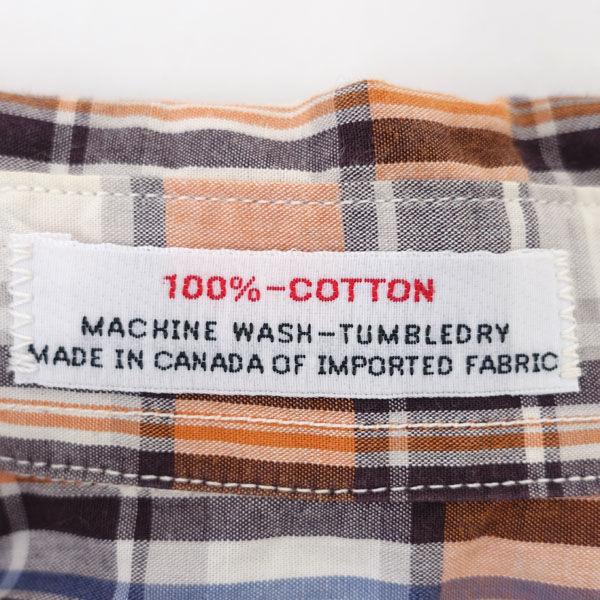 100%-COTTON
MACHINE WASH-TUMBLEDRY
MADE IN CANADA OF IMPORTED FABRIC